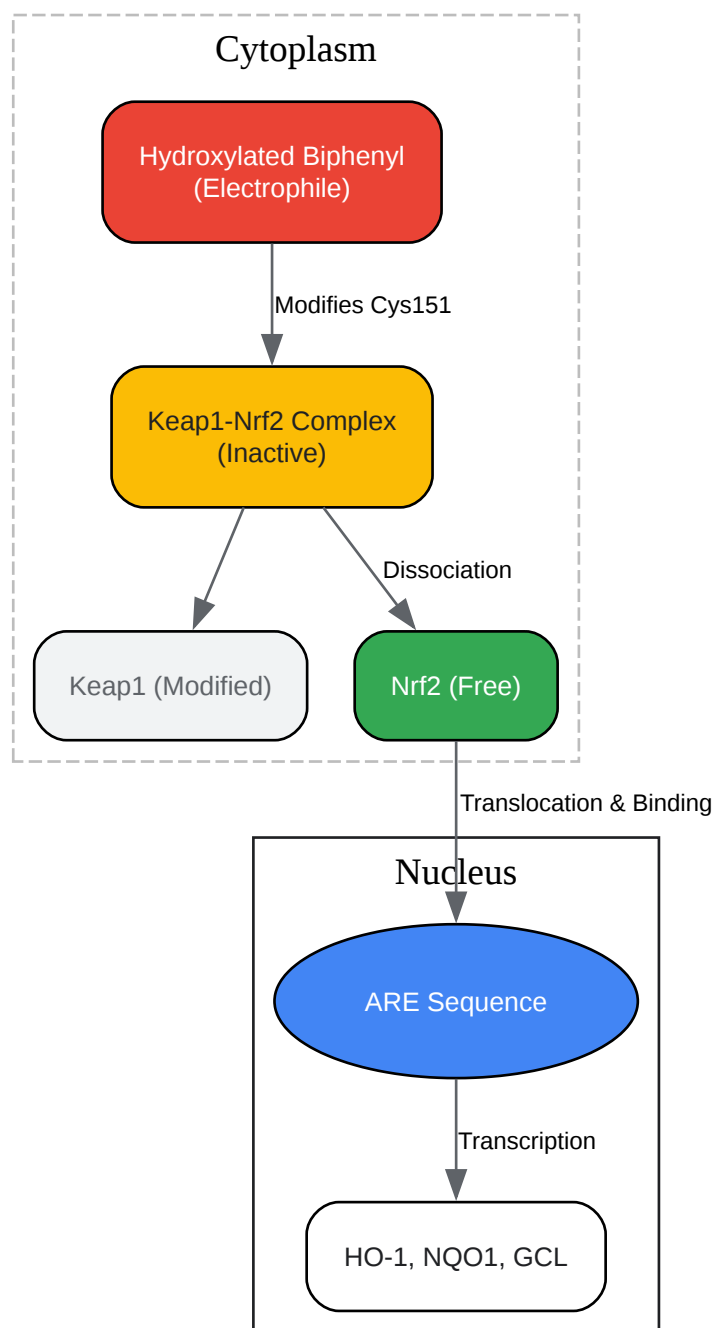 Cytoplasm
Hydroxylated Biphenyl
(Electrophile)
Modifies Cys151
Keap1-Nrf2 Complex
(Inactive)
Dissociation
Keap1 (Modified)
Nrf2 (Free)
Translocation & Binding
Nucleus
ARE Sequence
Transcription
HO-1, NQO1, GCL